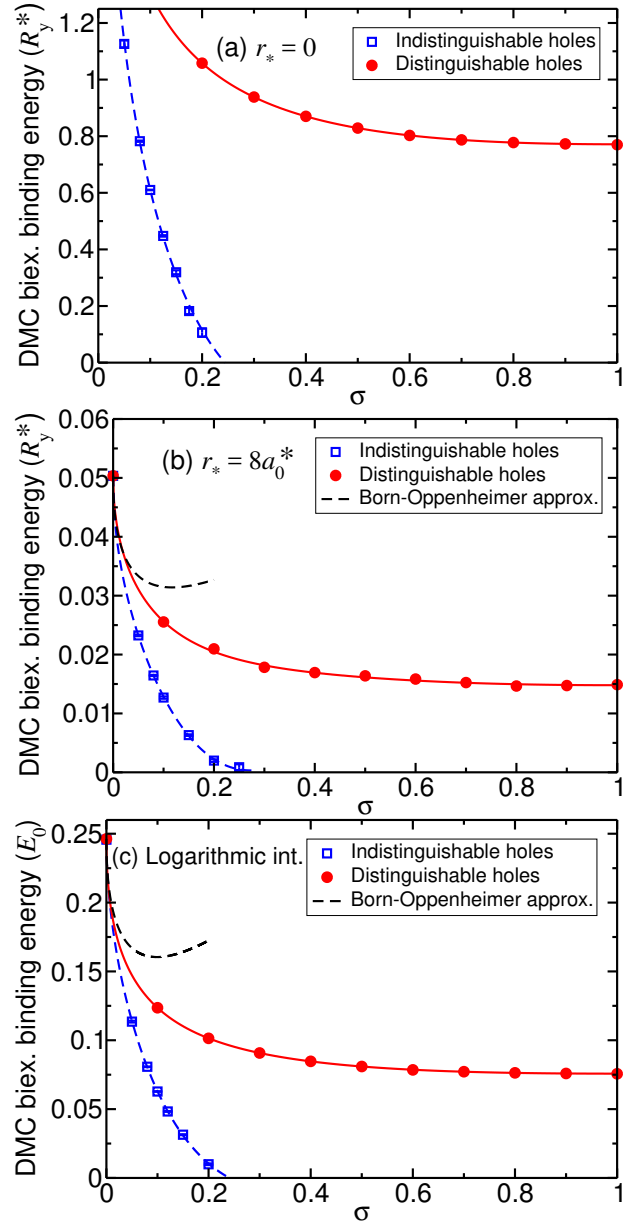 DMC biex. binding energy (R_y^*)
1.2
1
0.8
0.6
0.4
0.2
0
(a) r_* = 0
Indistinguishable holes
Distinguishable holes
0 0.2 0.4 0.6 0.8 1
σ
DMC biex. binding energy (R_y^*)
0.06
0.05
0.04
0.03
0.02
0.01
0
(b) r_* = 8a_0^*
Indistinguishable holes
Distinguishable holes
Born-Oppenheimer approx.
0 0.2 0.4 0.6 0.8 1
σ
DMC biex. binding energy (E_0)
0.25
0.2
0.15
0.1
0.05
0
(c) Logarithmic int.
Indistinguishable holes
Distinguishable holes
Born-Oppenheimer approx.
0 0.2 0.4 0.6 0.8 1
σ